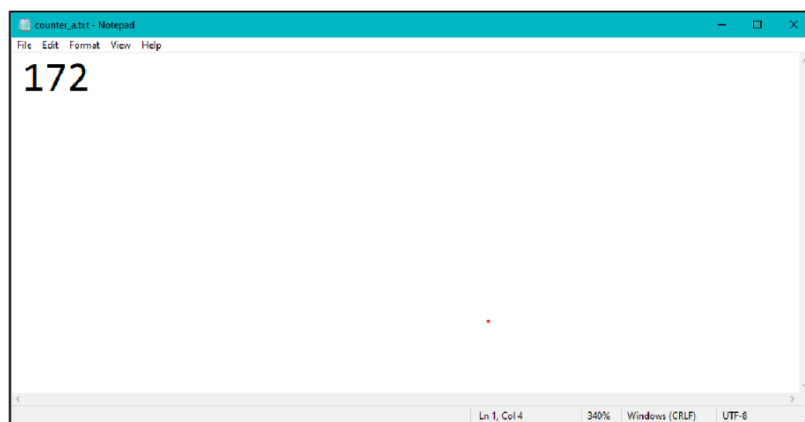 counter_a.txt - Notepad
File Edit Format View Help
172
Ln 1, Col 4 340% Windows (CRLF) UTF-8